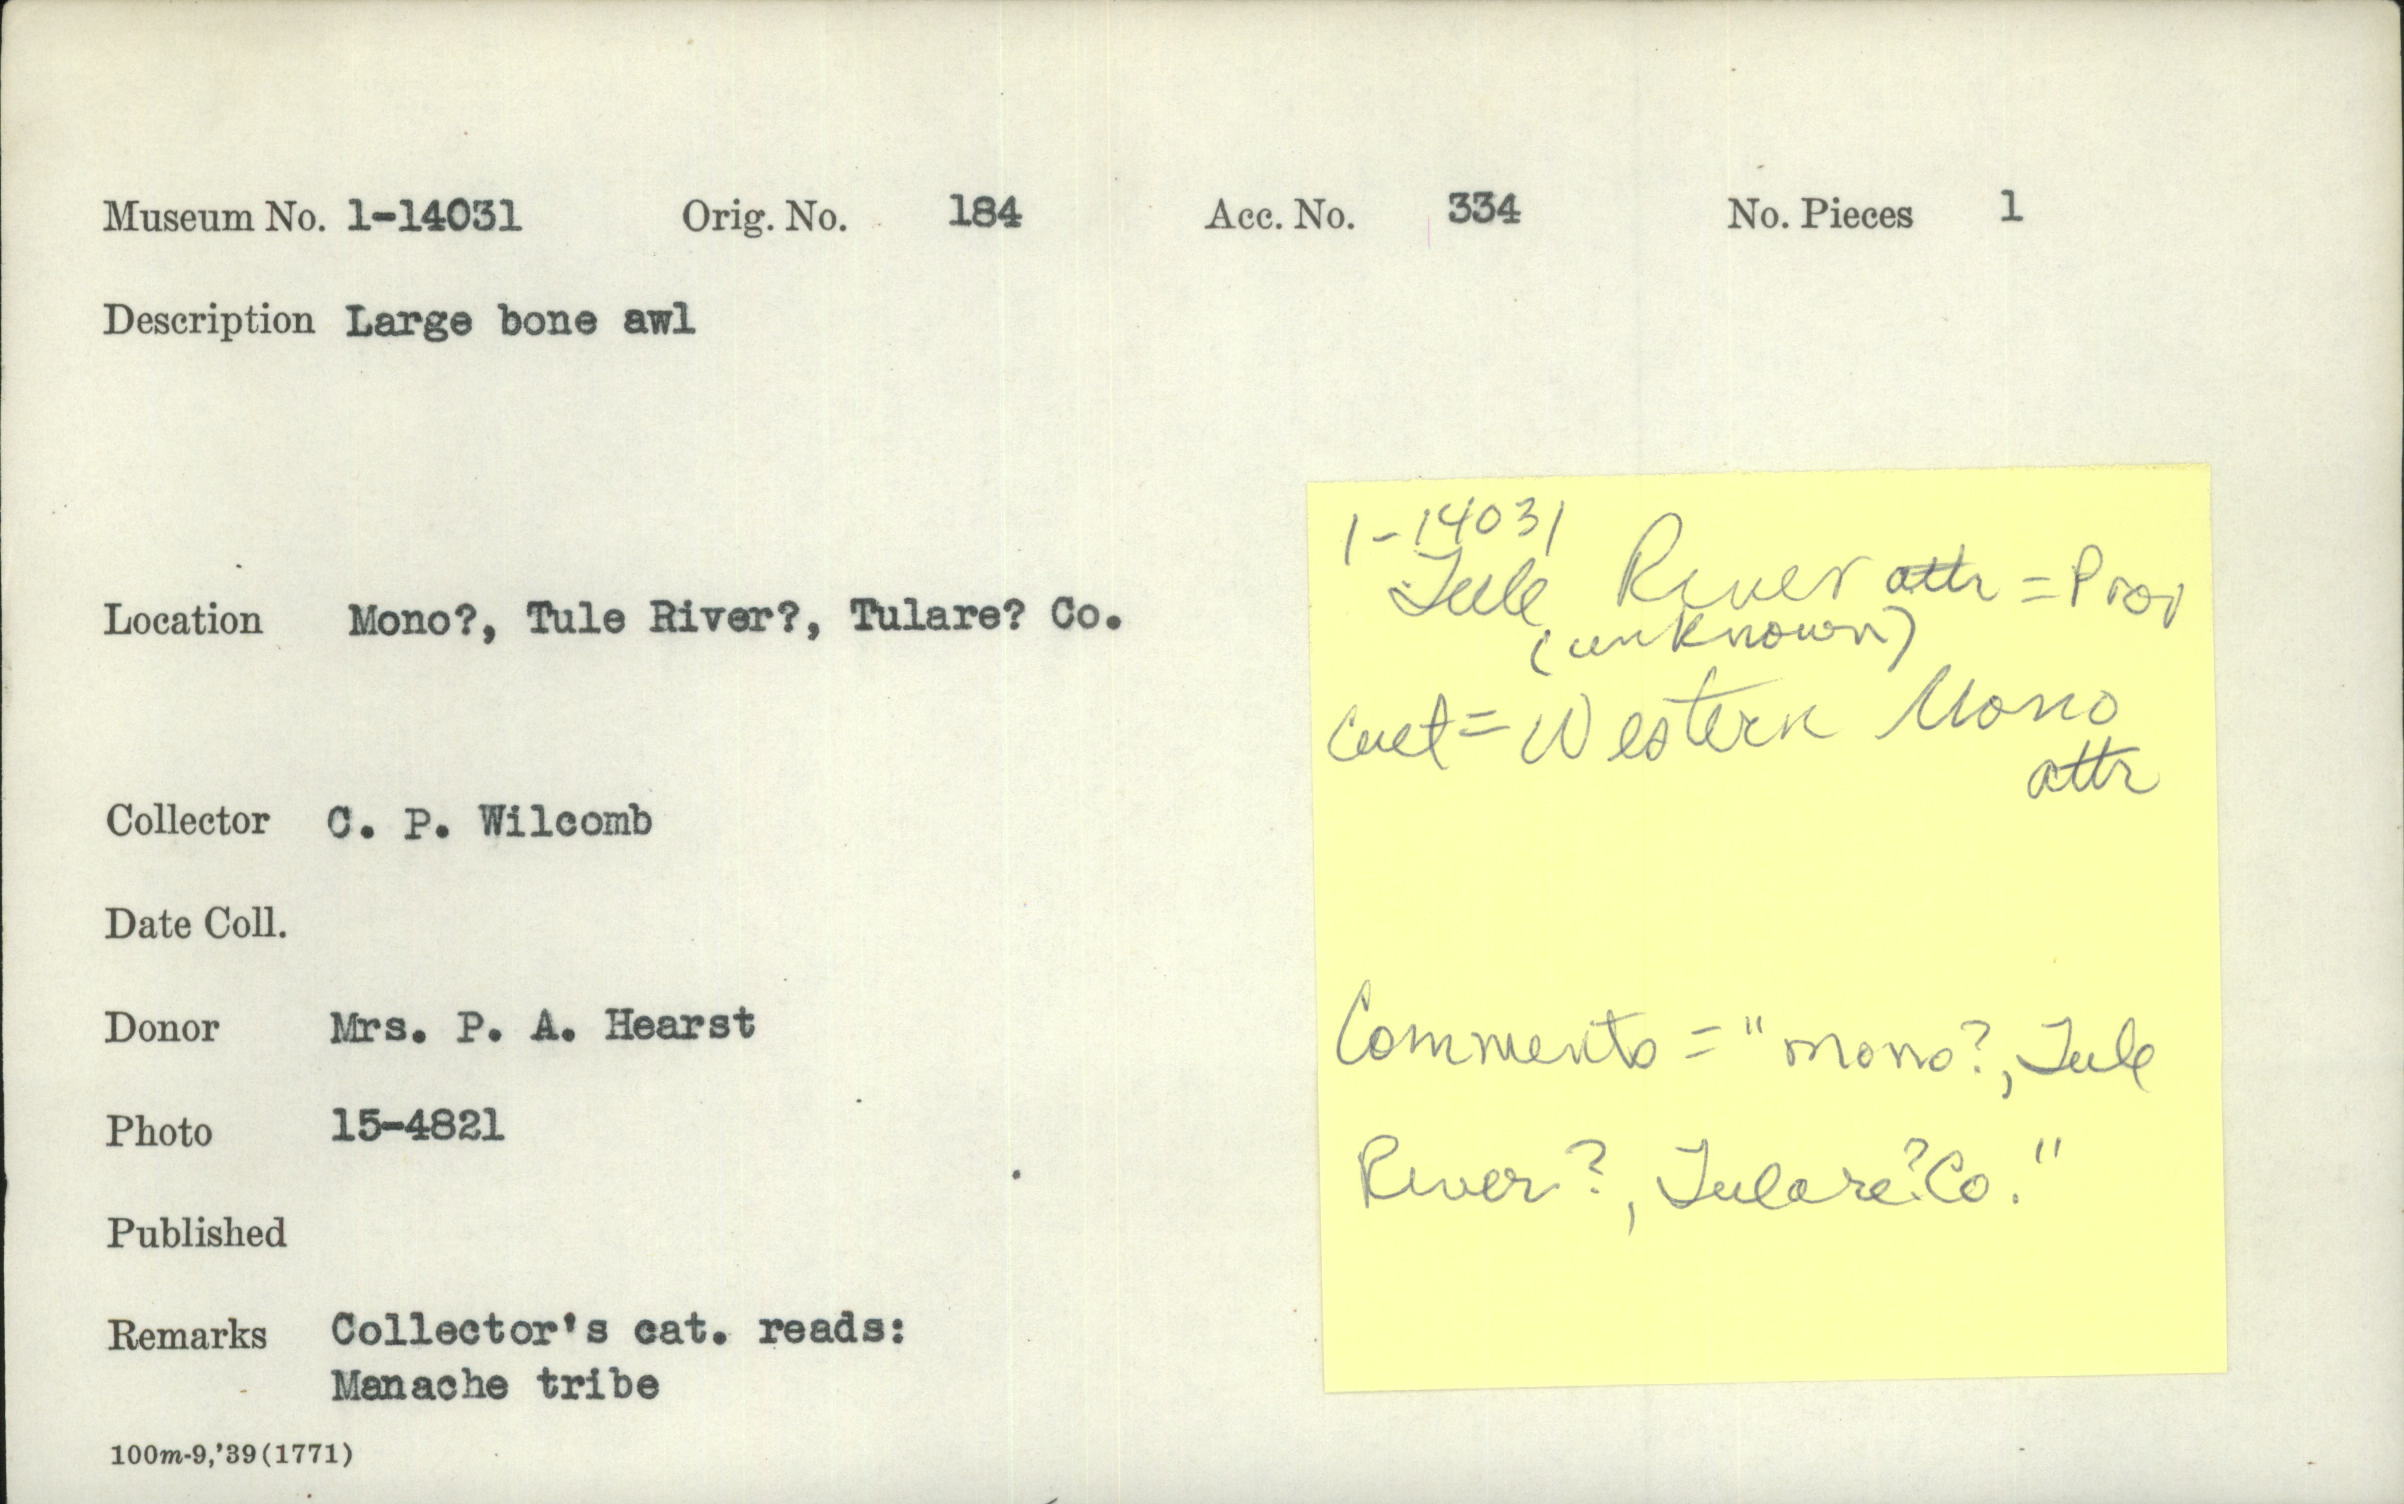 Museum No. 1-14031 Orig. No. 184 Acc. No. 334 No. Pieces 1
Description Large bone awl
Location Mono?, Tule River?, Tulare? Co.
Collector C. P. Wilcomb
Date Coll.
Donor Mrs. P. A. Hearst
Photo 15-4821
Published
Remarks Collector's cat. reads:
Manache tribe
100m-9,'39(1771)
1-14031
Tule River attr = Prov
(unknown)
Cult = Western Mono
attr
Comments = "Mono?, Tule
River?, Tulare? Co."